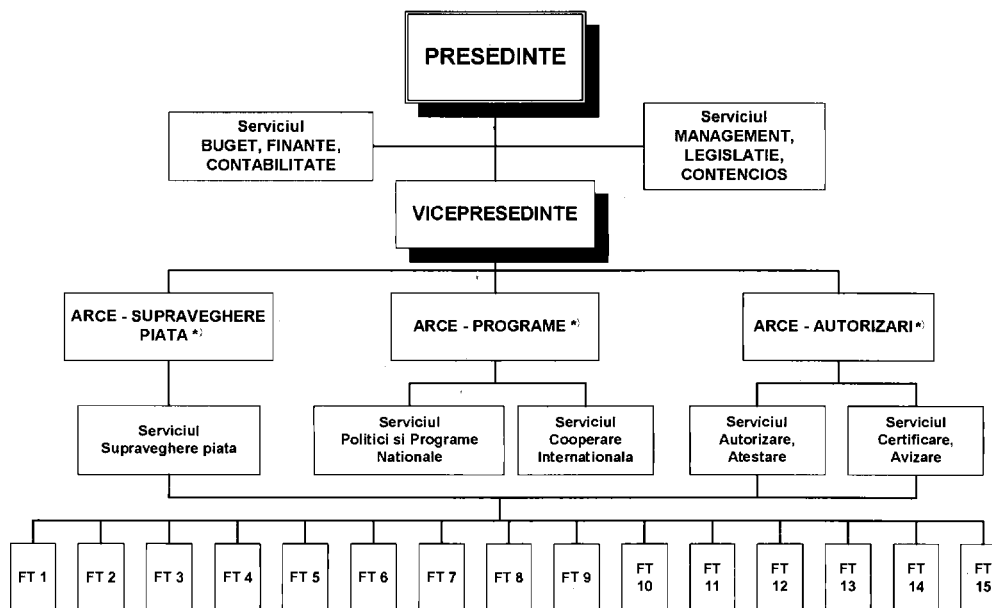 PRESEDINTE
Serviciul
BUGET, FINANTE,
CONTABILITATE
Serviciul
MANAGEMENT,
LEGISLATIE,
CONTENCIOS
VICEPRESEDINTE
ARCE - SUPRAVEGHERE
PIATA *)
ARCE - PROGRAME *)
ARCE - AUTORIZARI *)
Serviciul
Supraveghere piata
Serviciul
Politici si Programe
Nationale
Serviciul
Cooperare
Internationala
Serviciul
Autorizare,
Atestare
Serviciul
Certificare,
Avizare
FT 1
FT 2
FT 3
FT 4
FT 5
FT 6
FT 7
FT 8
FT 9
FT
10
FT
11
FT
12
FT
13
FT
14
FT
15